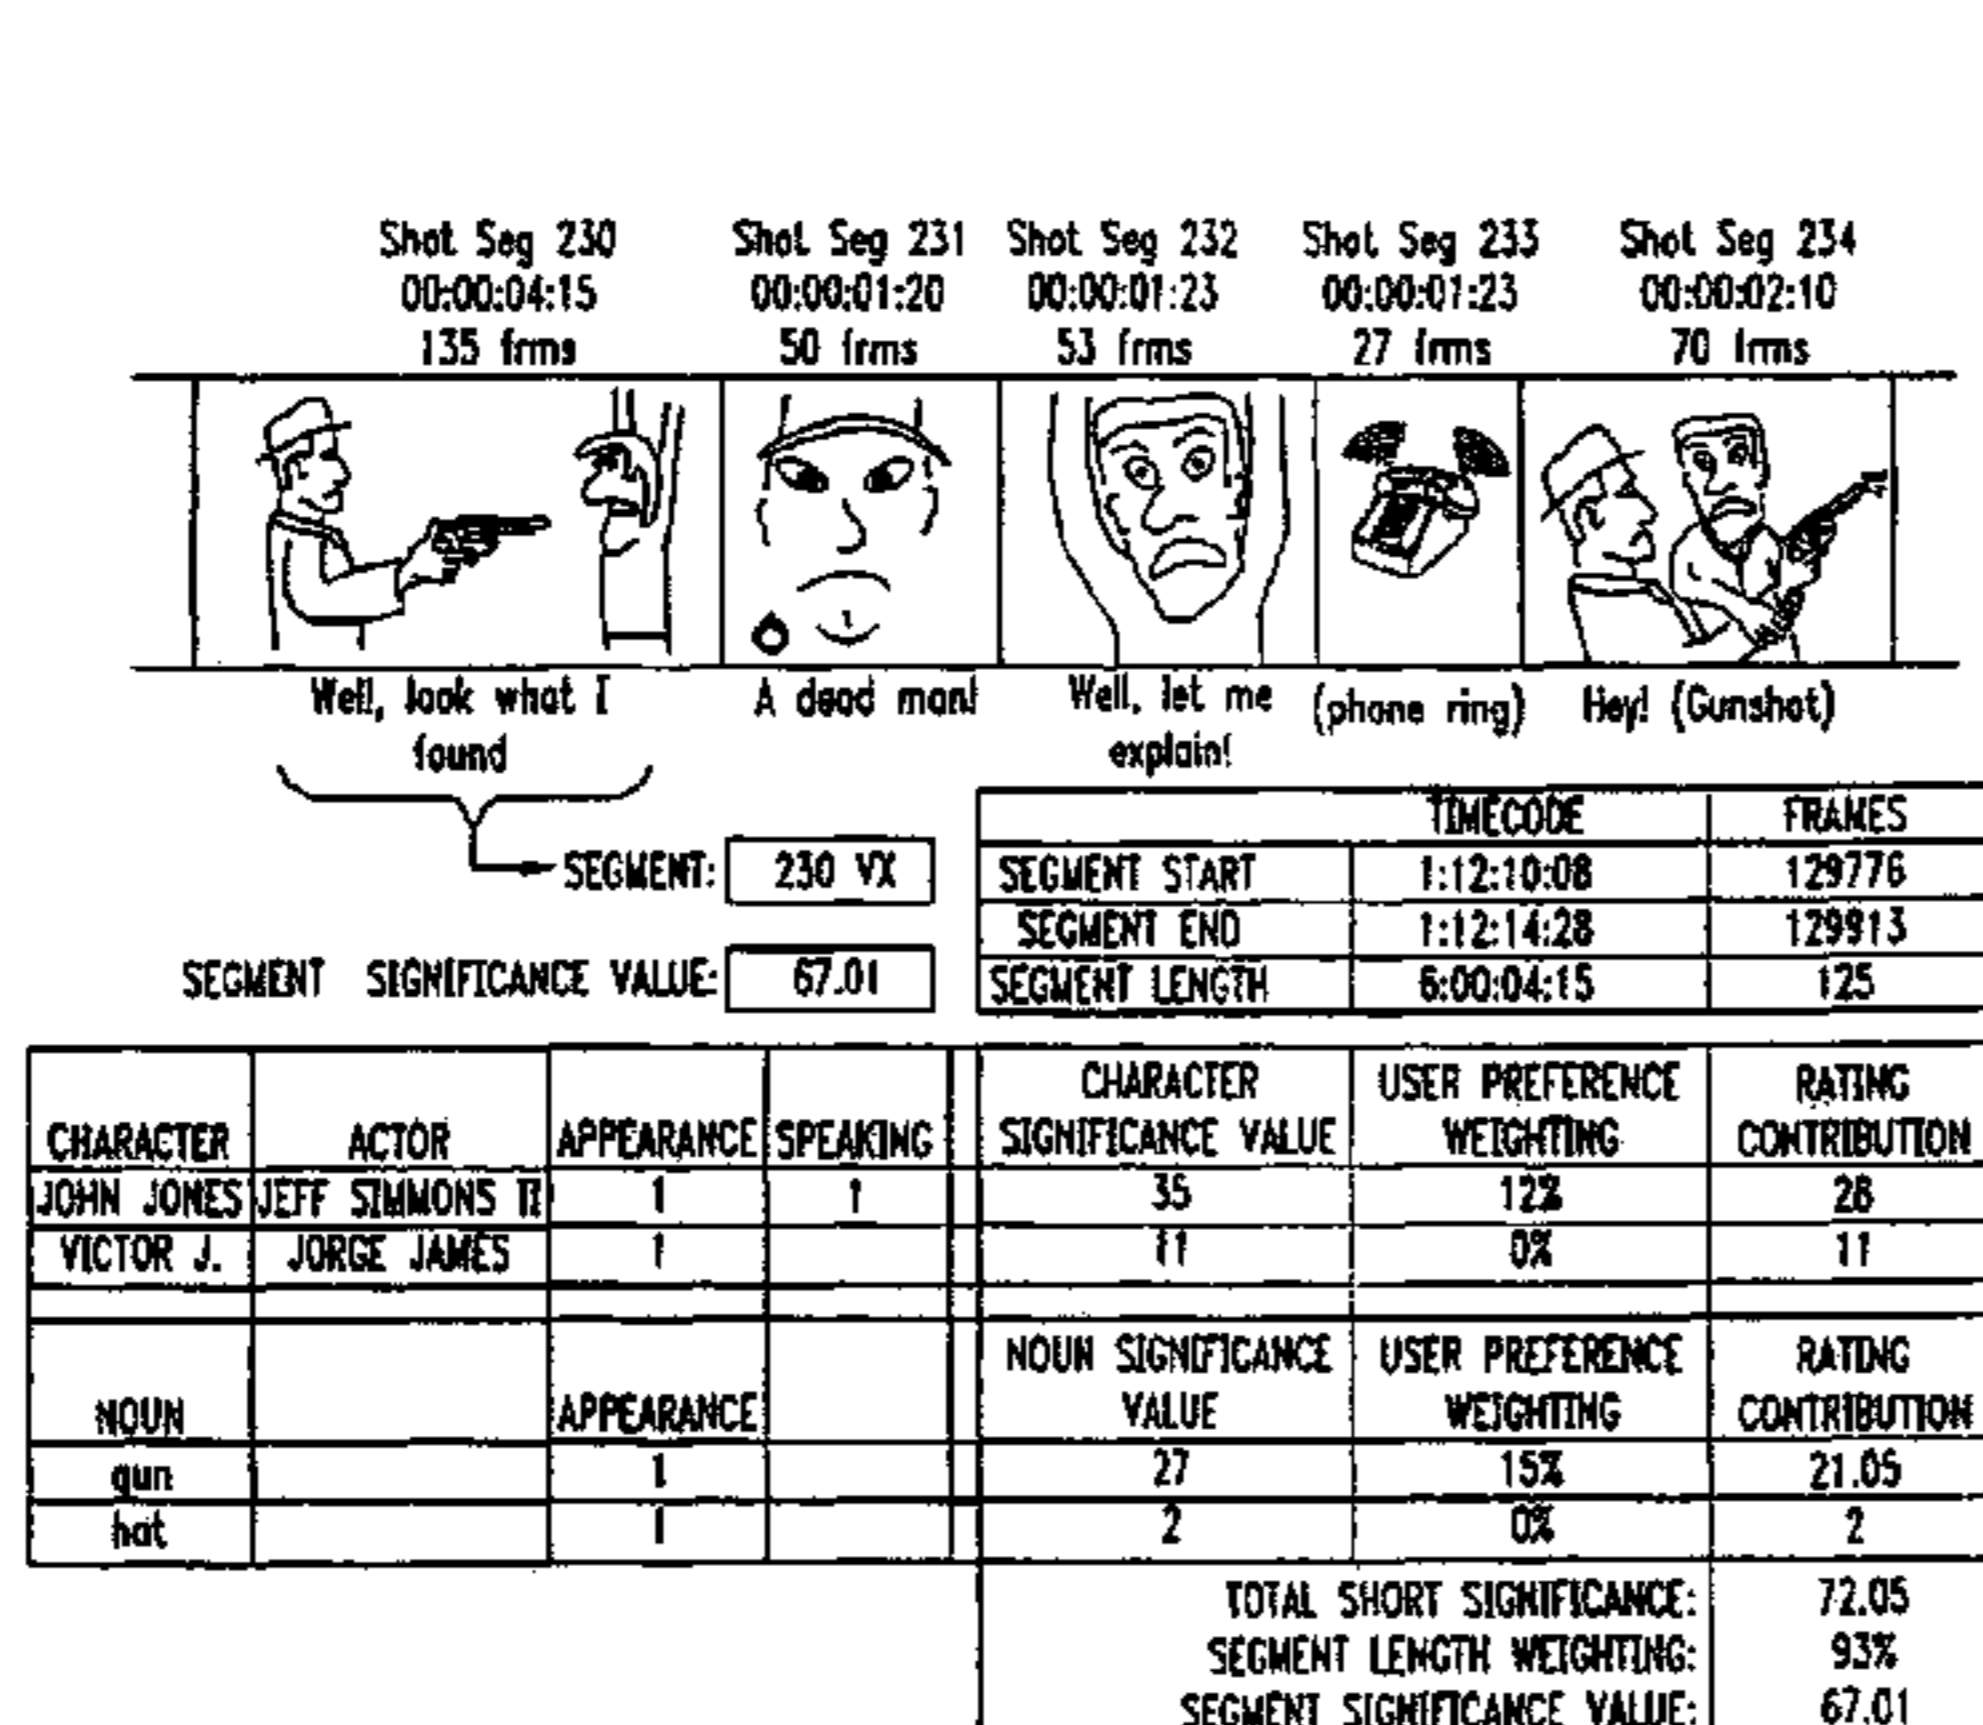 Shot Seg 230 Shot Seg 231 Shot Seg 232 Shot Seg 233 Shot Seg 234
00:00:04:15 00:00:01:20 00:00:01:23 00:00:01:23 00:00:02:10
135 frms 50 frms 53 frms 27 frms 70 frms
Well, look what I A dead man! Well, let me (phone ring) Hey! (Gunshot)
found explain!
TIMECODE FRAMES
SEGMENT: 230 VX SEGMENT START 1:12:10:08 129776
SEGMENT END 1:12:14:28 129913
SEGMENT SIGNIFICANCE VALUE: 67.01 SEGMENT LENGTH 6:00:04:15 125
CHARACTER USER PREFERENCE RATING
CHARACTER ACTOR APPEARANCE SPEAKING SIGNIFICANCE VALUE WEIGHTING CONTRIBUTION
JOHN JONES JEFF SIMMONS II 1 1 35 12% 28
VICTOR J. JORGE JAMES 1 11 0% 11
NOUN SIGNIFICANCE USER PREFERENCE RATING
NOUN APPEARANCE VALUE WEIGHTING CONTRIBUTION
gun 1 27 15% 21.05
hat 1 2 0% 2
TOTAL SHORT SIGNIFICANCE: 72.05
SEGMENT LENGTH WEIGHTING: 93%
SEGMENT SIGNIFICANCE VALUE: 67.01